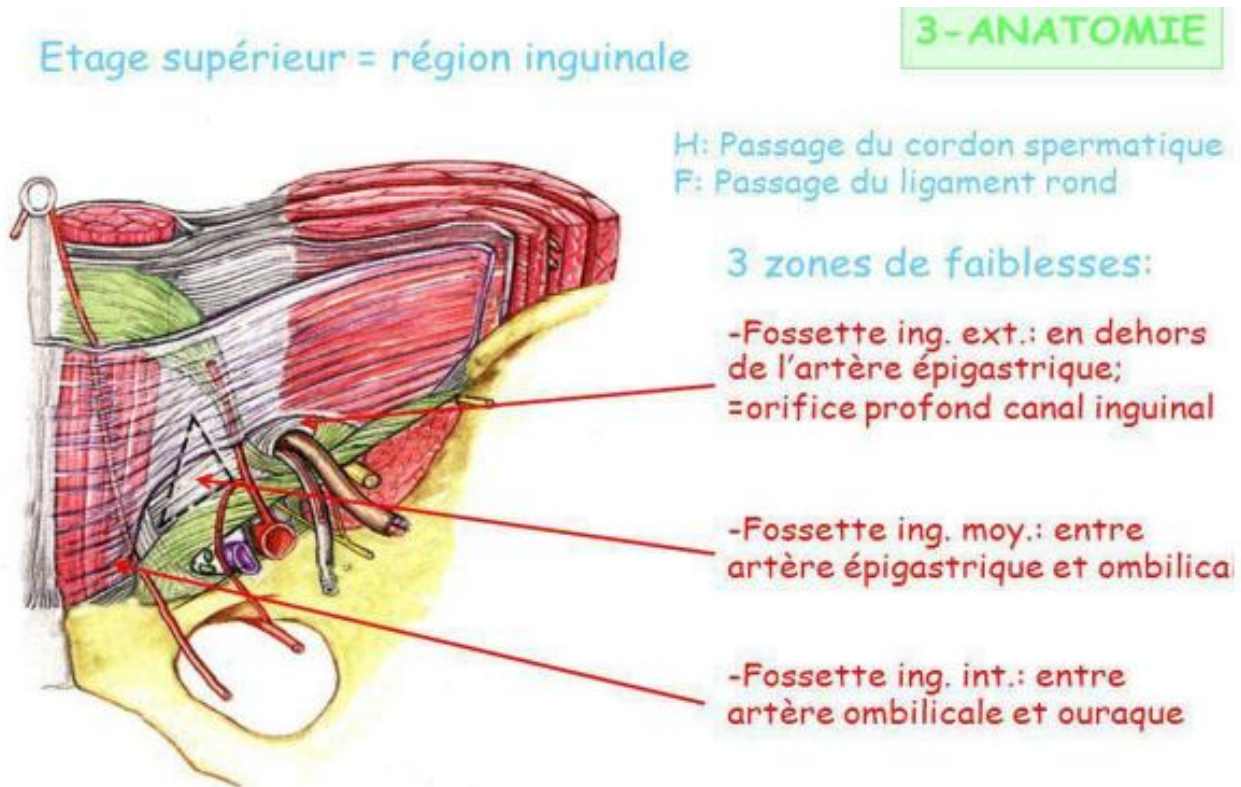 3-ANATOMIE
Etage supérieur = région inguinale
H: Passage du cordon spermatique
F: Passage du ligament rond
3 zones de faiblesses:
-Fossette ing. ext.: en dehors
de l'artère épigastrique;
=orifice profond canal inguinal
-Fossette ing. moy.: entre
artère épigastrique et ombilical
-Fossette ing. int.: entre
artère ombilicale et ouraque